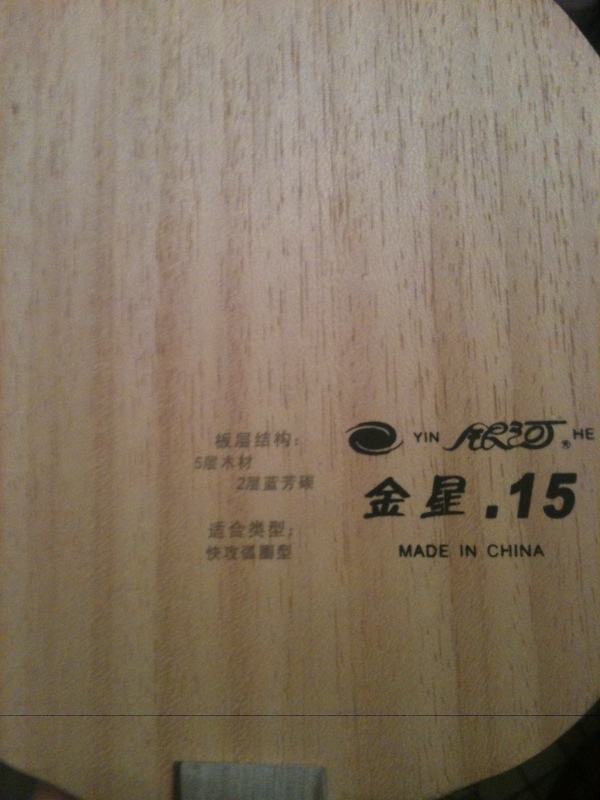 板层结构:
5层木材
2层蓝芳碳
适合类型:
快攻弧圈型
YIN 银河® HE
金星.15
MADE IN CHINA